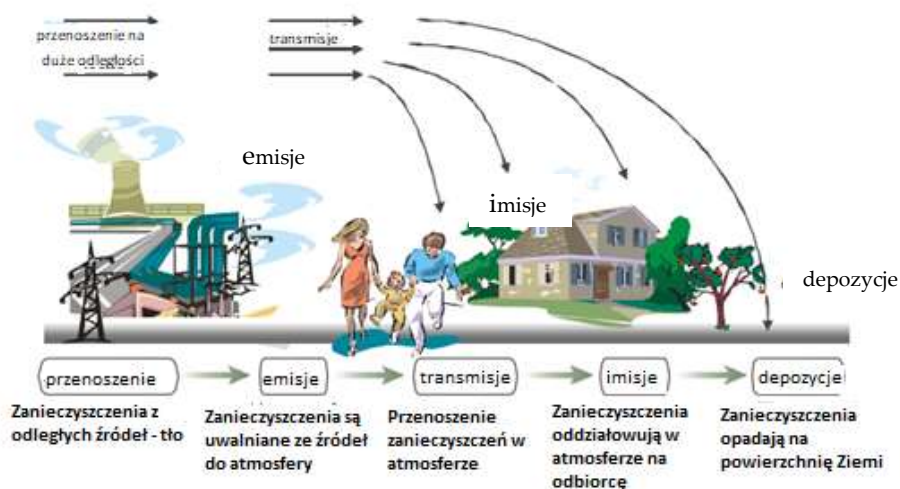 przenoszenie na
duże odległości
transmisje
emisje
imisje
depozycje
przenoszenie
emisje
transmisje
imisje
depozycje
Zanieczyszczenia z
odległych źródeł - tło
Zanieczyszczenia są
uwalniane ze źródeł
do atmosfery
Przenoszenie
zanieczyszczeń w
atmosferze
Zanieczyszczenia
oddziałowują w
atmosferze na
odbiorcę
Zanieczyszczenia
opadają na
powierzchnię Ziemi